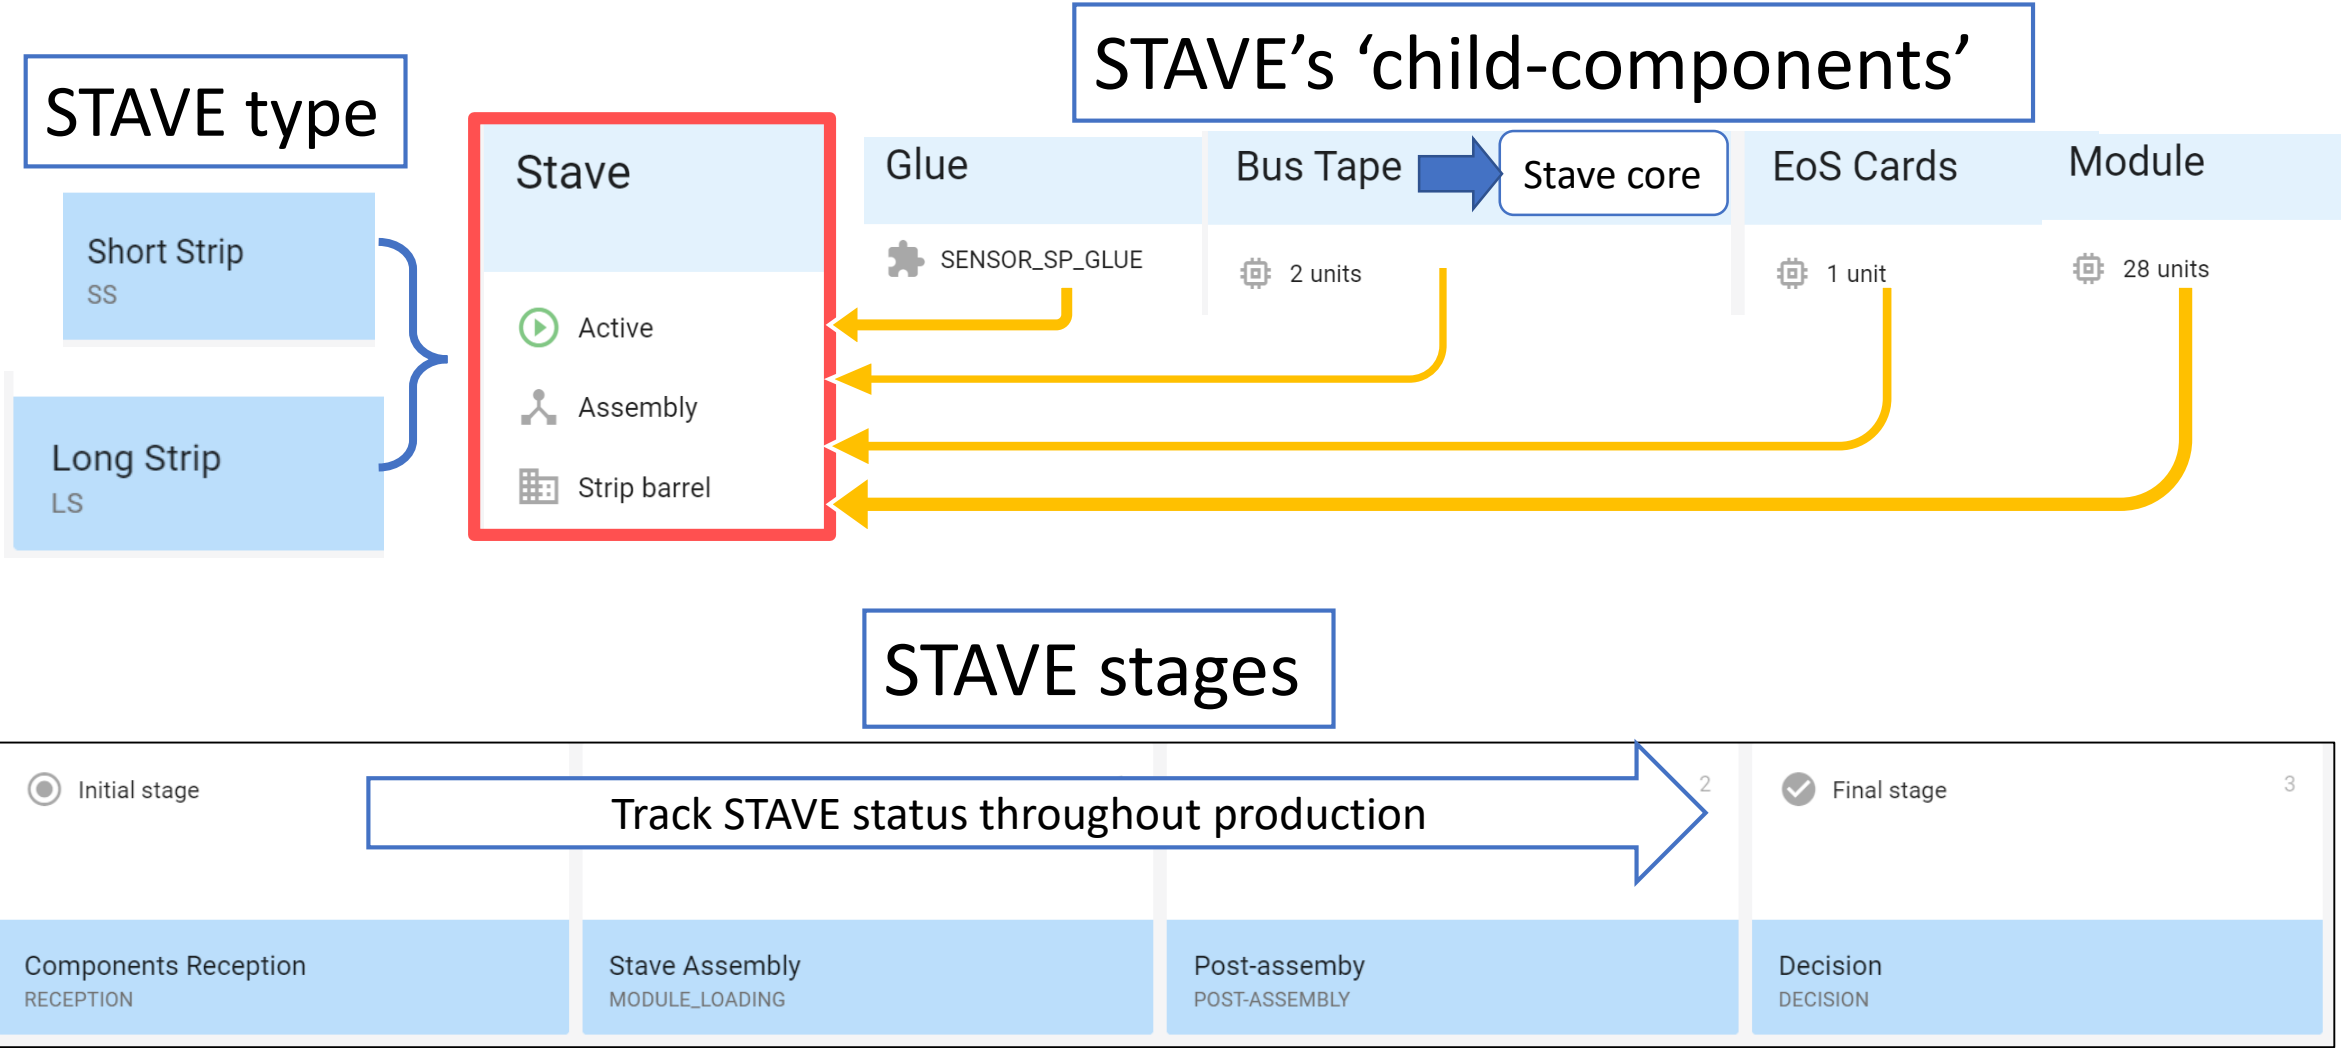 STAVE's ‘child-components’
STAVE type
Stave
Glue
Bus Tape
Stave core
EoS Cards
Module
Short Strip
SS
SENSOR_SP_GLUE
2 units
1 unit
28 units
Active
Assembly
Long Strip
LS
Strip barrel
STAVE stages
Initial stage
Track STAVE status throughout production
2
Final stage
3
Components Reception
RECEPTION
Stave Assembly
MODULE_LOADING
Post-assemby
POST-ASSEMBLY
Decision
DECISION